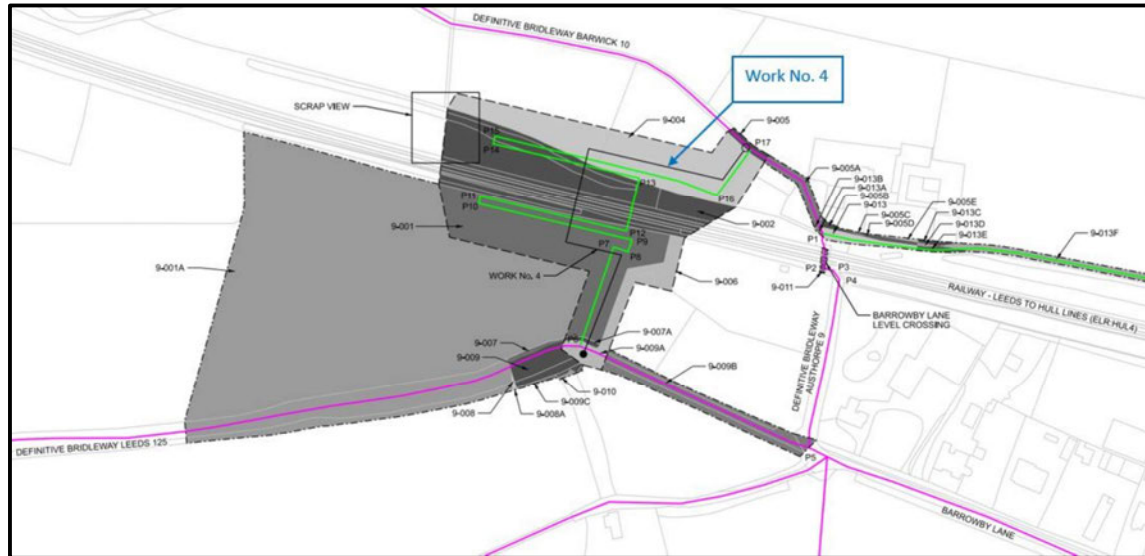 DEFINITIVE BRIDLEWAY BARWICK 10
Work No. 4
SCRAP VIEW
9-004
9-005
P17
P15
P14
9-005A
9-013B
9-013A
9-005B
9-013
9-005C
9-005D
9-005E
9-013C
9-013D
9-013E
9-013F
P13
P16
P11
P10
9-001
9-002
P12
P9
P7
P8
P1
P2
P3
P4
9-001A
WORK No. 4
9-006
9-011
RAILWAY - LEEDS TO HULL LINES (ELR:HUL4)
BARROWBY LANE
LEVEL CROSSING
9-007
9-007A
9-009
9-009A
9-009B
DEFINITIVE BRIDLEWAY
AUSTHORPE 9
9-008
9-010
9-009C
9-008A
DEFINITIVE BRIDLEWAY LEEDS 125
P5
BARROWBY LANE